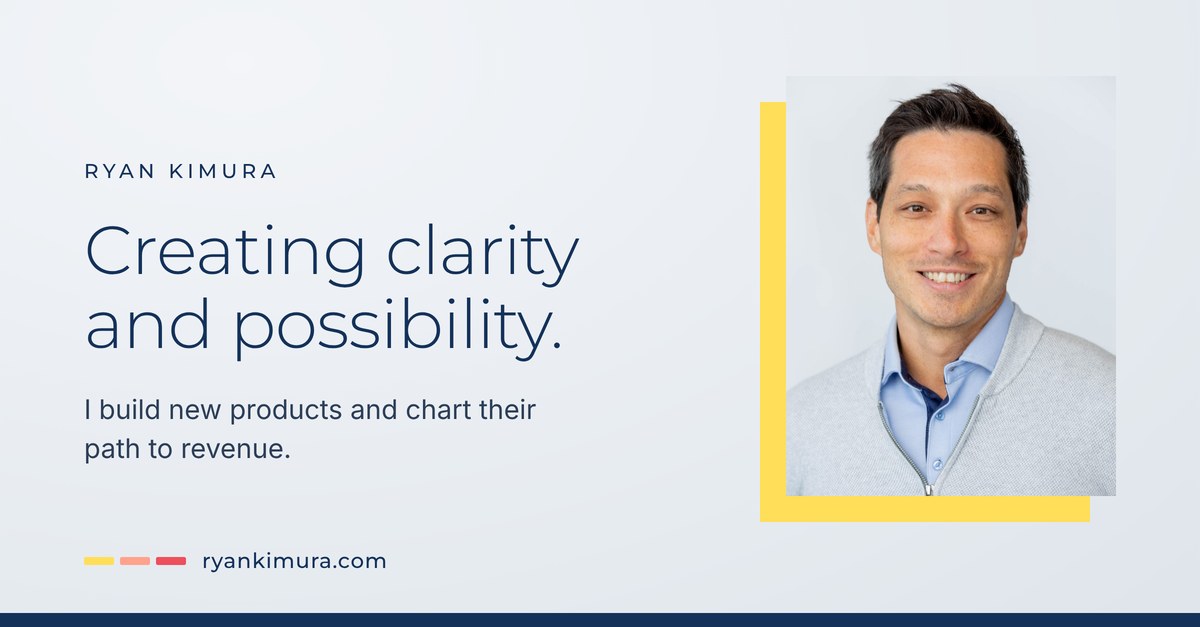 RYAN KIMURA
Creating clarity
and possibility.
I build new products and chart their
path to revenue.
ryankimura.com